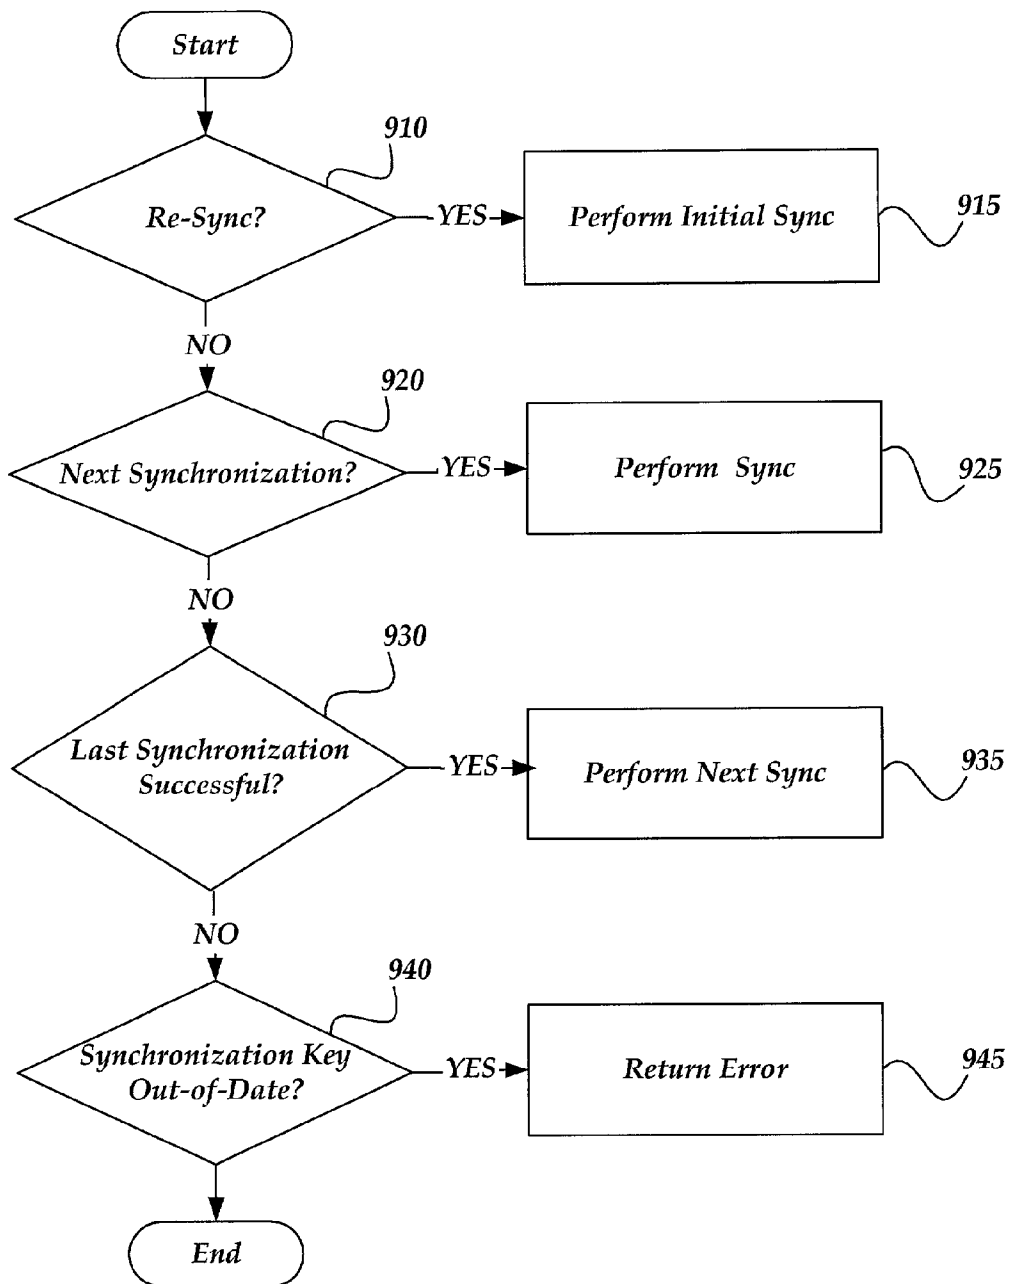 Start
910
Re-Sync?
YES
Perform Initial Sync
915
NO
920
Next Synchronization?
YES
Perform Sync
925
NO
930
Last Synchronization
Successful?
YES
Perform Next Sync
935
NO
940
Synchronization Key
Out-of-Date?
YES
Return Error
945
End